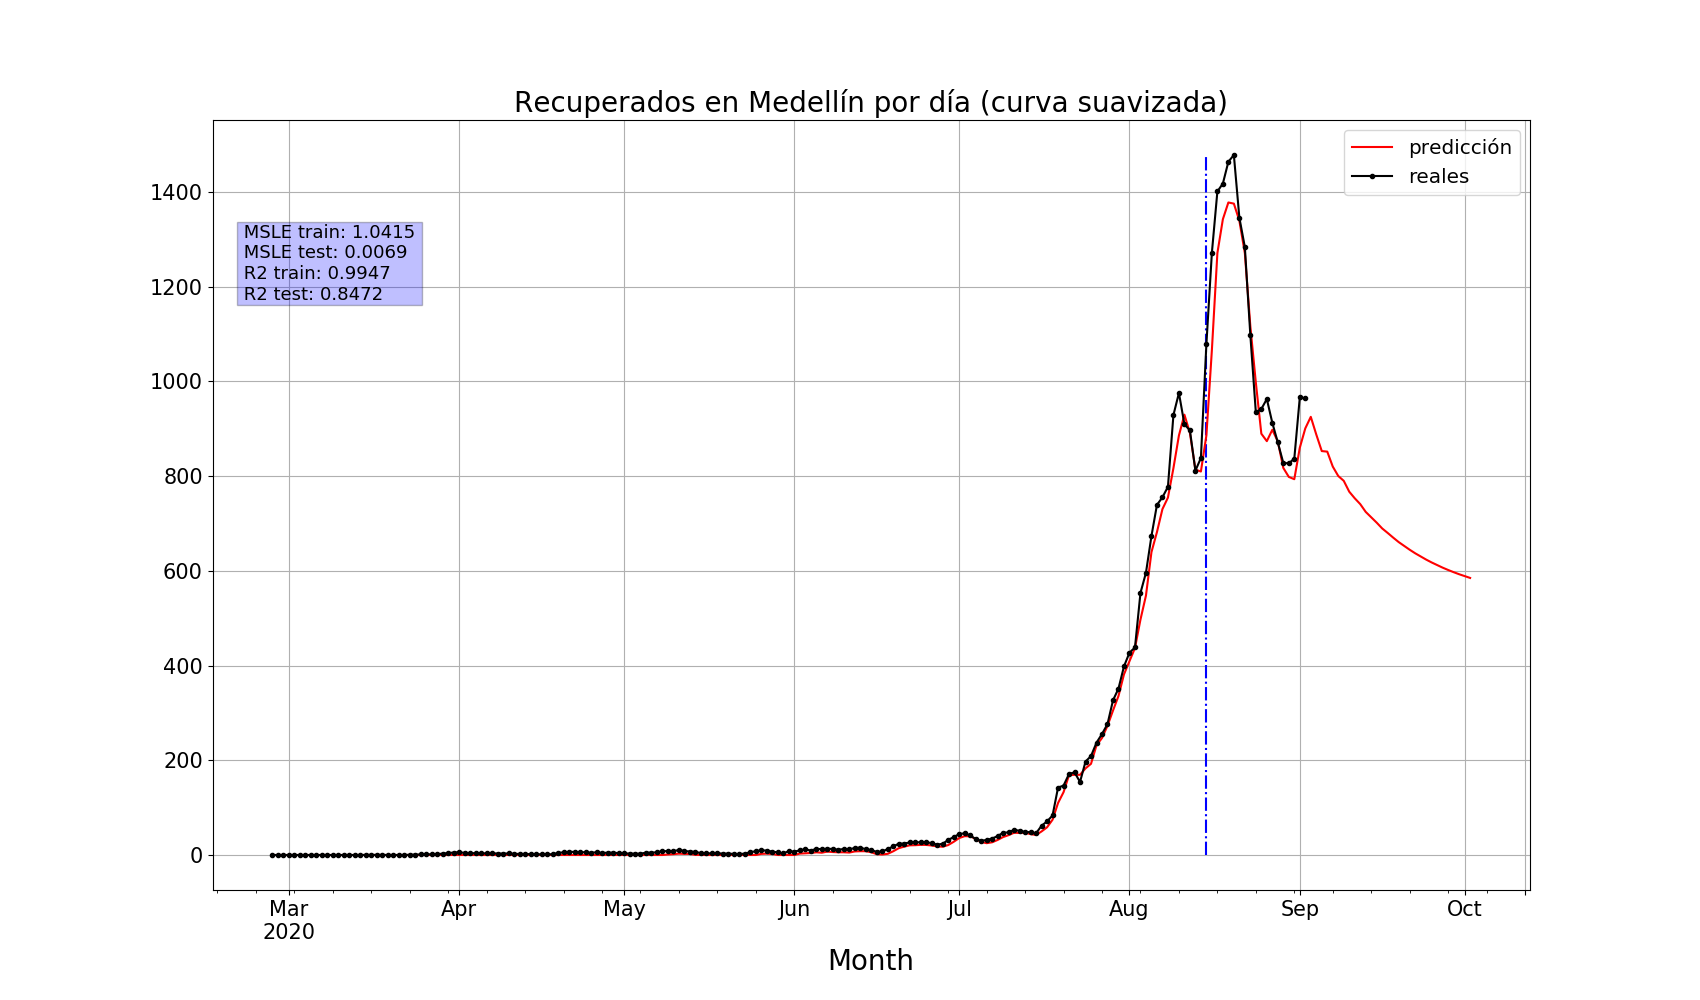 Recuperados en Medellín por día (curva suavizada)
predicción
reales
MSLE train: 1.0415
MSLE test: 0.0069
R2 train: 0.9947
R2 test: 0.8472
1400
1200
1000
800
600
400
200
0
Mar Apr May Jun Jul Aug Sep Oct
2020
Month